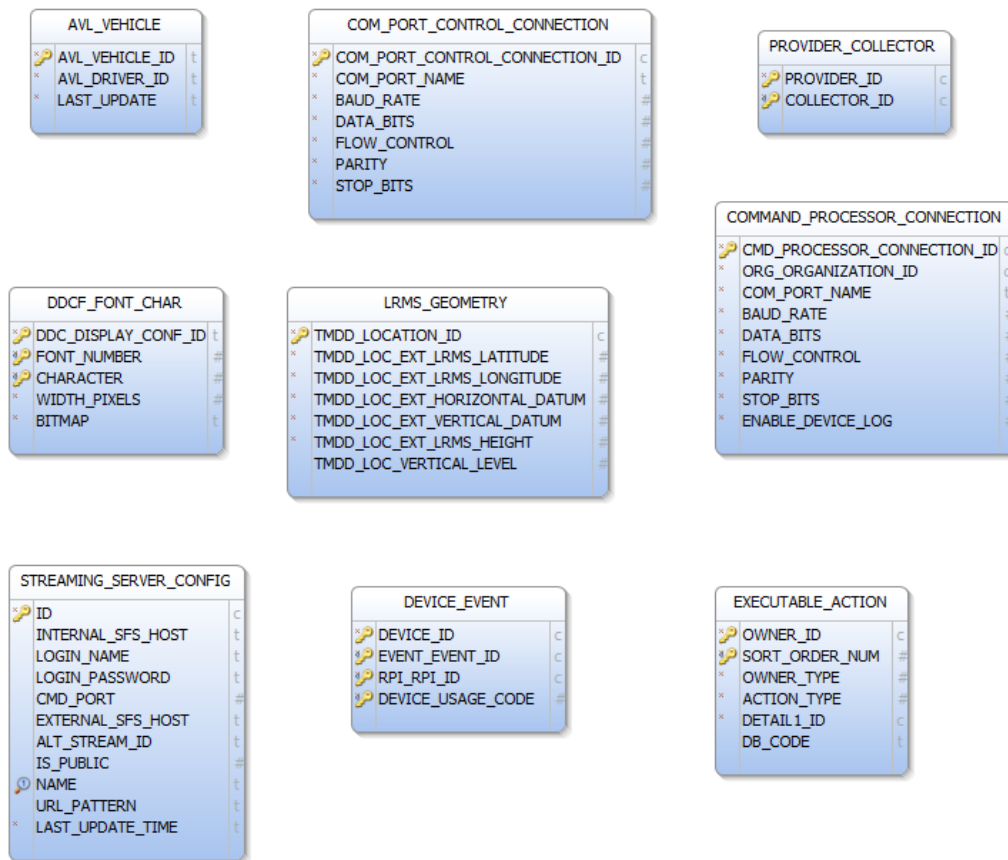 AVL_VEHICLE
AVL_VEHICLE_ID t
AVL_DRIVER_ID t
LAST_UPDATE t
COM_PORT_CONTROL_CONNECTION
COM_PORT_CONTROL_CONNECTION_ID c
COM_PORT_NAME t
BAUD_RATE #
DATA_BITS #
FLOW_CONTROL #
PARITY #
STOP_BITS #
PROVIDER_COLLECTOR
PROVIDER_ID c
COLLECTOR_ID c
COMMAND_PROCESSOR_CONNECTION
CMD_PROCESSOR_CONNECTION_ID c
ORG_ORGANIZATION_ID c
COM_PORT_NAME t
BAUD_RATE #
DATA_BITS #
FLOW_CONTROL #
PARITY #
STOP_BITS #
ENABLE_DEVICE_LOG #
DDCF_FONT_CHAR
DDC_DISPLAY_CONF_ID t
FONT_NUMBER #
CHARACTER #
WIDTH_PIXELS #
BITMAP t
LRMS_GEOMETRY
TMDD_LOCATION_ID c
TMDD_LOC_EXT_LRMS_LATITUDE #
TMDD_LOC_EXT_LRMS_LONGITUDE #
TMDD_LOC_EXT_HORIZONTAL_DATUM #
TMDD_LOC_EXT_VERTICAL_DATUM #
TMDD_LOC_EXT_LRMS_HEIGHT #
TMDD_LOC_VERTICAL_LEVEL #
STREAMING_SERVER_CONFIG
ID c
INTERNAL_SFS_HOST t
LOGIN_NAME t
LOGIN_PASSWORD t
CMD_PORT #
EXTERNAL_SFS_HOST t
ALT_STREAM_ID t
IS_PUBLIC #
NAME t
URL_PATTERN t
LAST_UPDATE_TIME t
DEVICE_EVENT
DEVICE_ID c
EVENT_EVENT_ID c
RPI_RPI_ID c
DEVICE_USAGE_CODE #
EXECUTABLE_ACTION
OWNER_ID c
SORT_ORDER_NUM #
OWNER_TYPE #
ACTION_TYPE #
DETAIL1_ID c
DB_CODE t